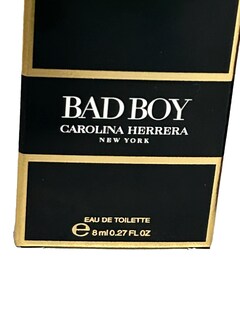 BAD BOY
CAROLINA HERRERA
NEW YORK
EAU DE TOILETTE
℮ 8 ml 0.27 FL OZ